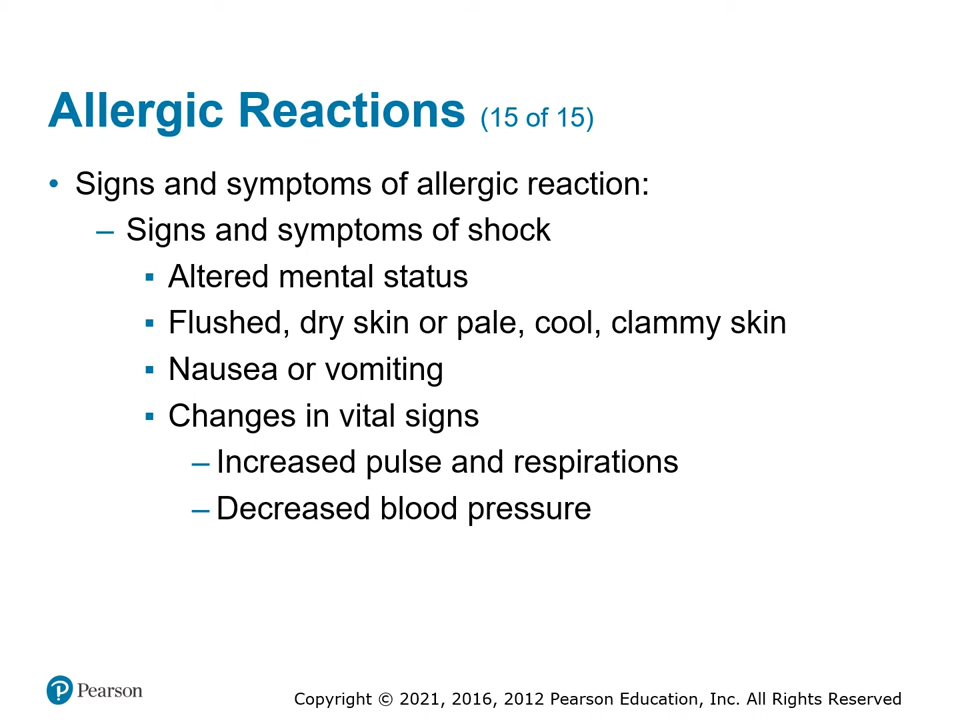 Allergic Reactions (15 of 15)
• Signs and symptoms of allergic reaction:
– Signs and symptoms of shock
▪ Altered mental status
▪ Flushed, dry skin or pale, cool, clammy skin
▪ Nausea or vomiting
▪ Changes in vital signs
– Increased pulse and respirations
– Decreased blood pressure
Pearson
Copyright © 2021, 2016, 2012 Pearson Education, Inc. All Rights Reserved